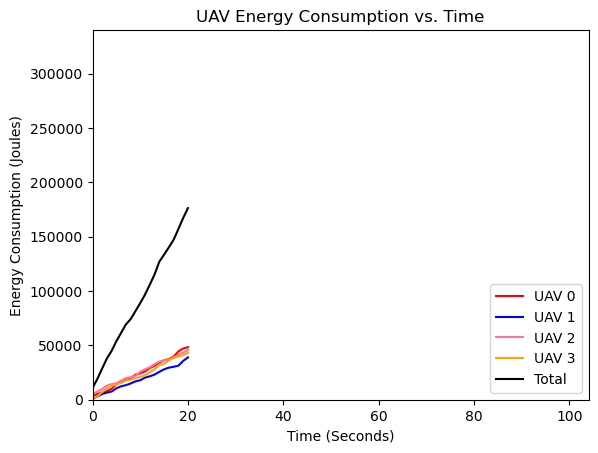 UAV Energy Consumption vs. Time
Energy Consumption (Joules)
300000
250000
200000
150000
100000
50000
0
0 20 40 60 80 100
Time (Seconds)
UAV 0
UAV 1
UAV 2
UAV 3
Total